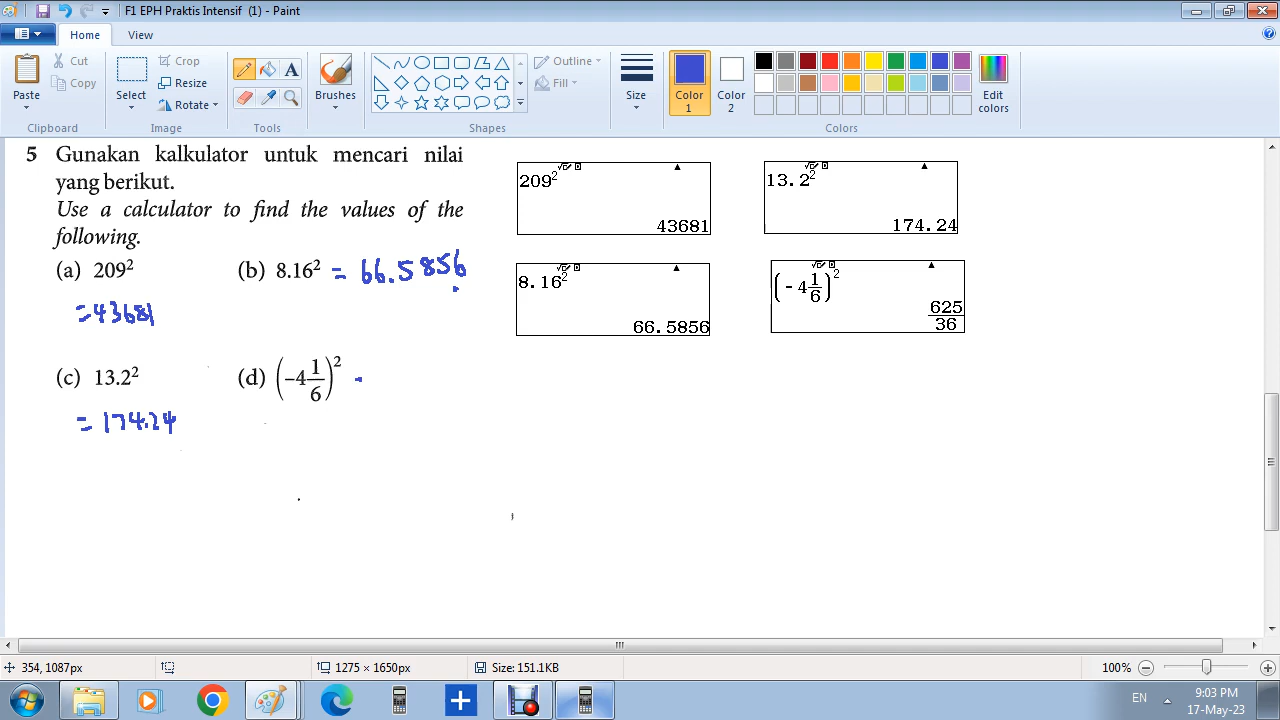 F1 EPH Praktis Intensif (1) - Paint
Home View
Paste
Cut
Copy
Clipboard
Select
Crop
Resize
Rotate
Image
Tools
Brushes
Shapes
Outline
Fill
Size
Color 1
Color 2
Edit colors
Colors
5 Gunakan kalkulator untuk mencari nilai
yang berikut.
Use a calculator to find the values of the
following.
(a) 209²
=43681
(b) 8.16² = 66.5856
(c) 13.2²
= 174.24
(d) (–4 1/6)²
209²
43681
13.2²
174.24
8.16²
66.5856
(-4 1/6)²
625/36
354, 1087px
1275 × 1650px
Size: 151.1KB
100%
EN
9:03 PM
17-May-23